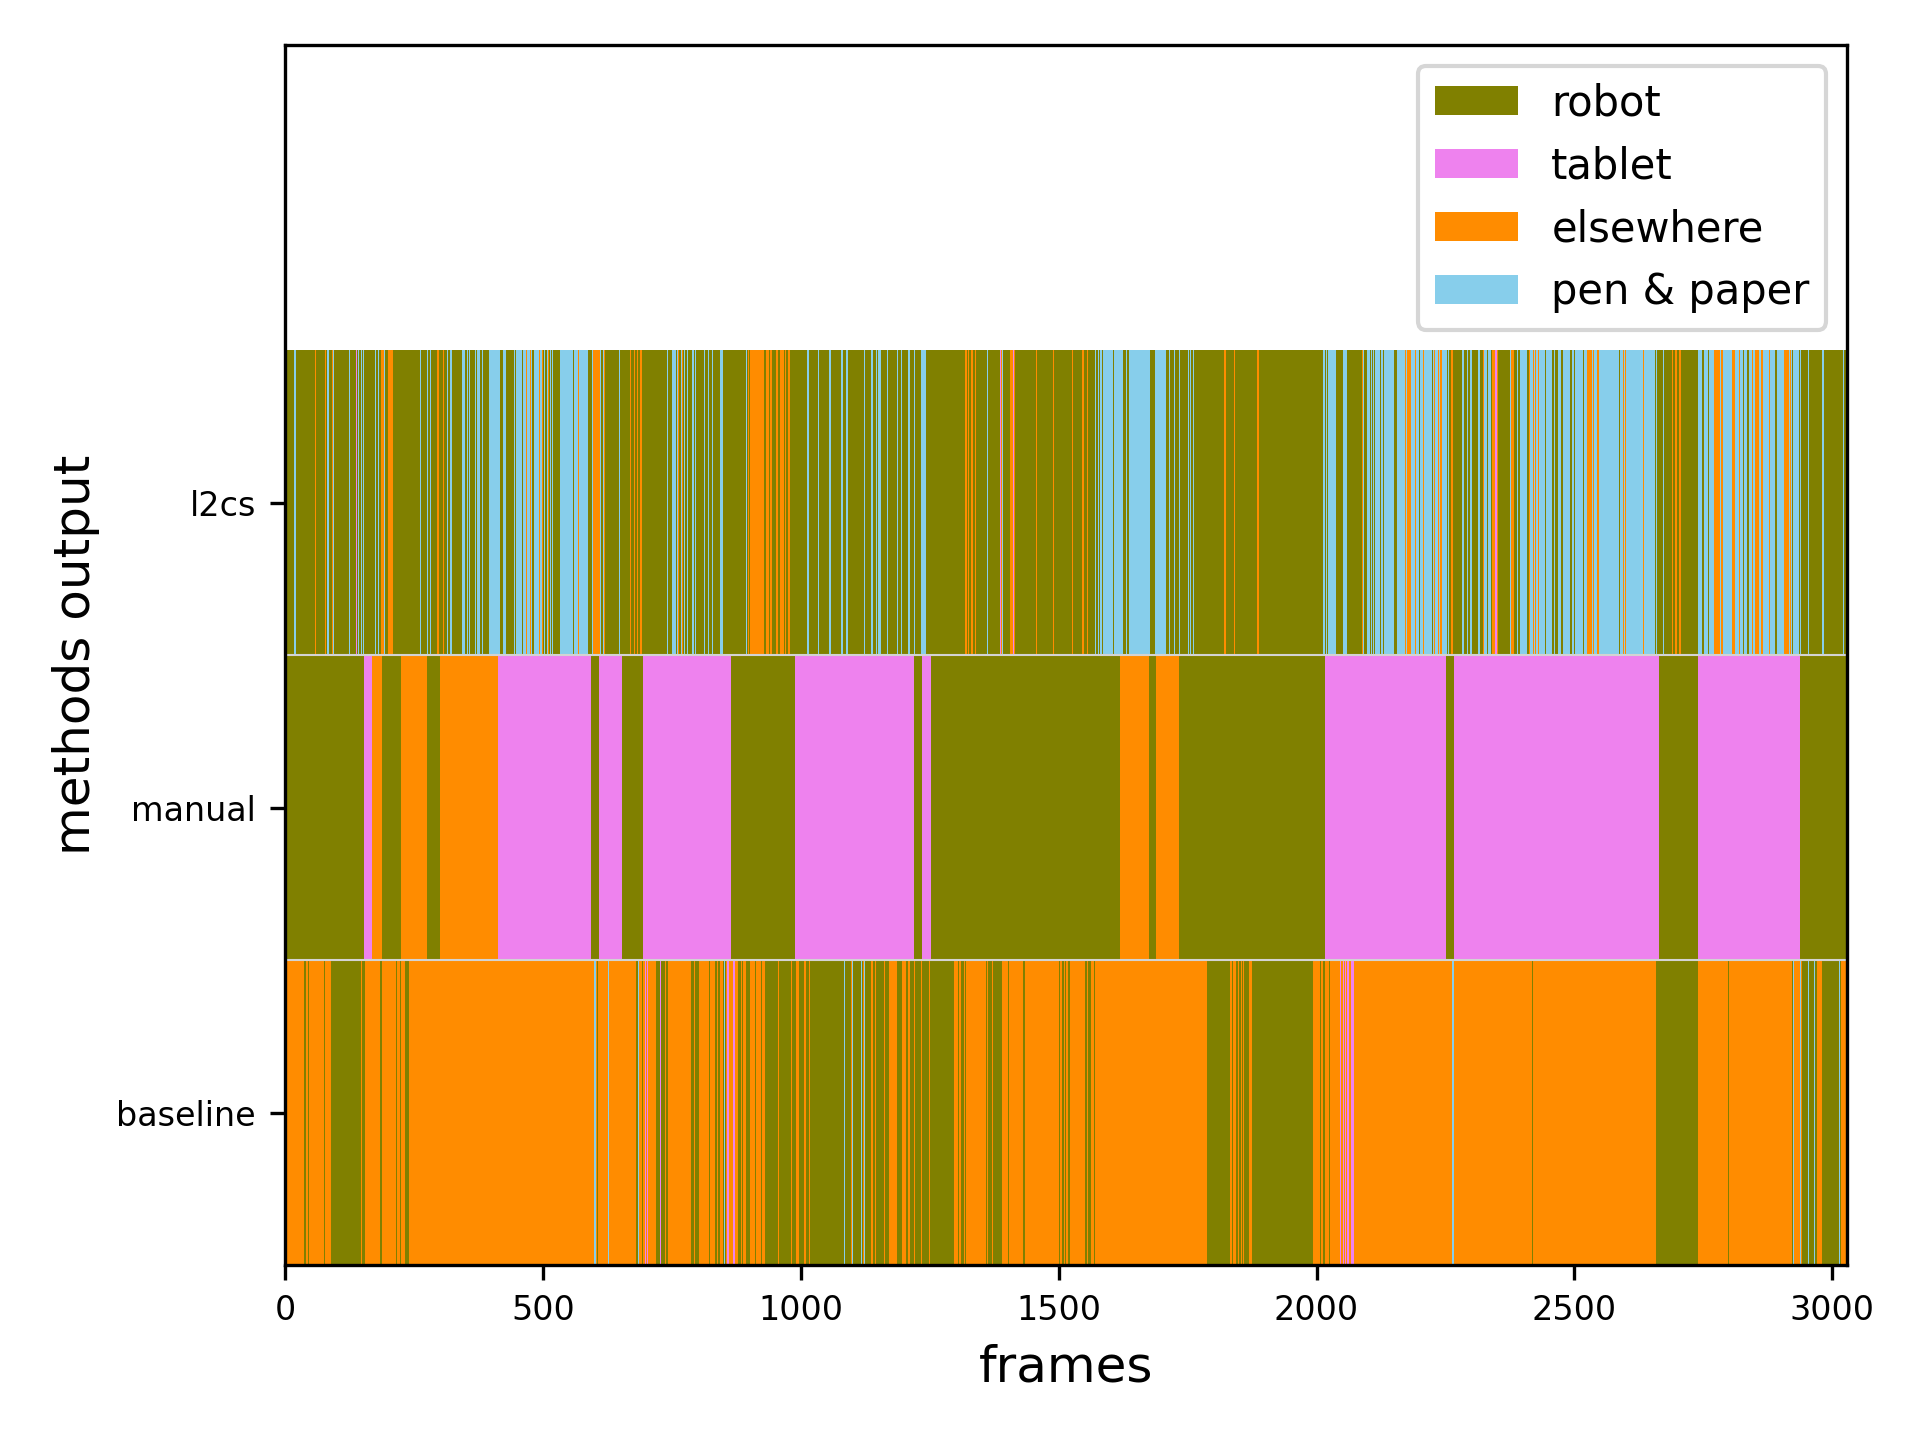 robot
tablet
elsewhere
pen & paper
methods output
l2cs
manual
baseline
0 500 1000 1500 2000 2500 3000
frames